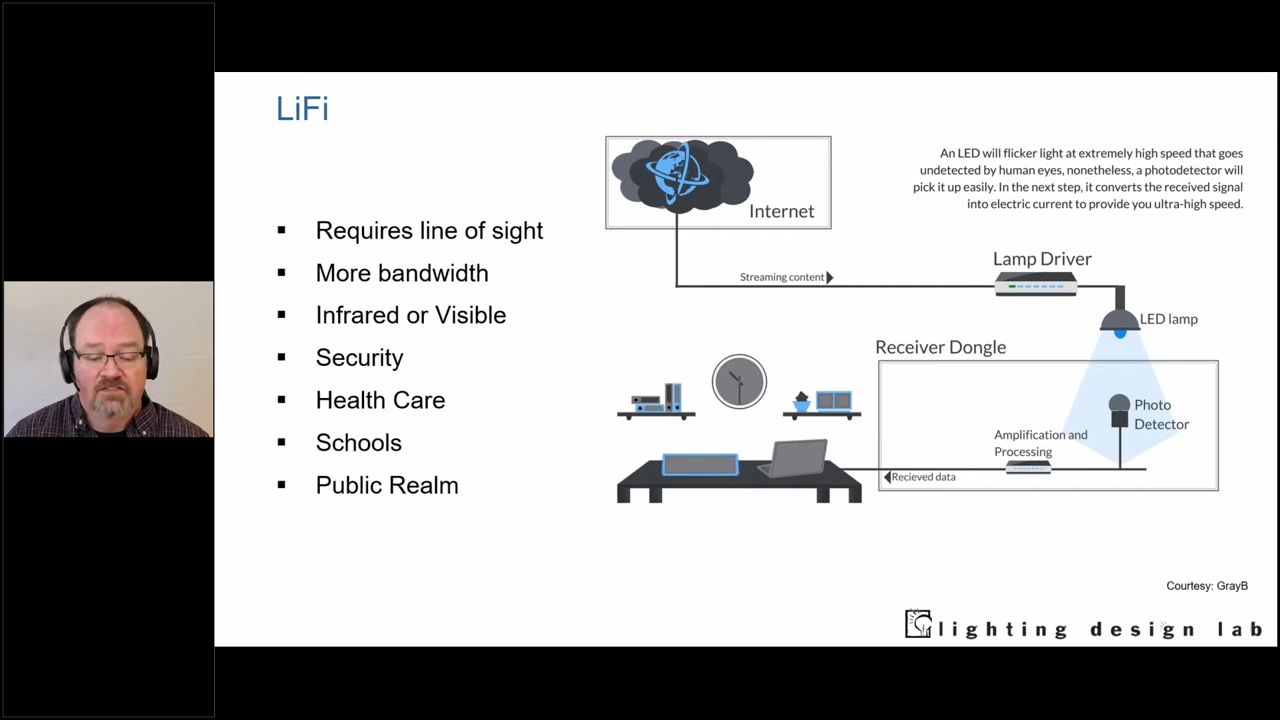 LiFi
Requires line of sight
More bandwidth
Infrared or Visible
Security
Health Care
Schools
Public Realm
Internet
An LED will flicker light at extremely high speed that goes
undetected by human eyes, nonetheless, a photodetector will
pick it up easily. In the next step, it converts the received signal
into electric current to provide you ultra-high speed.
Streaming content
Lamp Driver
LED lamp
Receiver Dongle
Photo
Detector
Amplification and
Processing
Recieved data
Courtesy: GrayB
lighting design lab